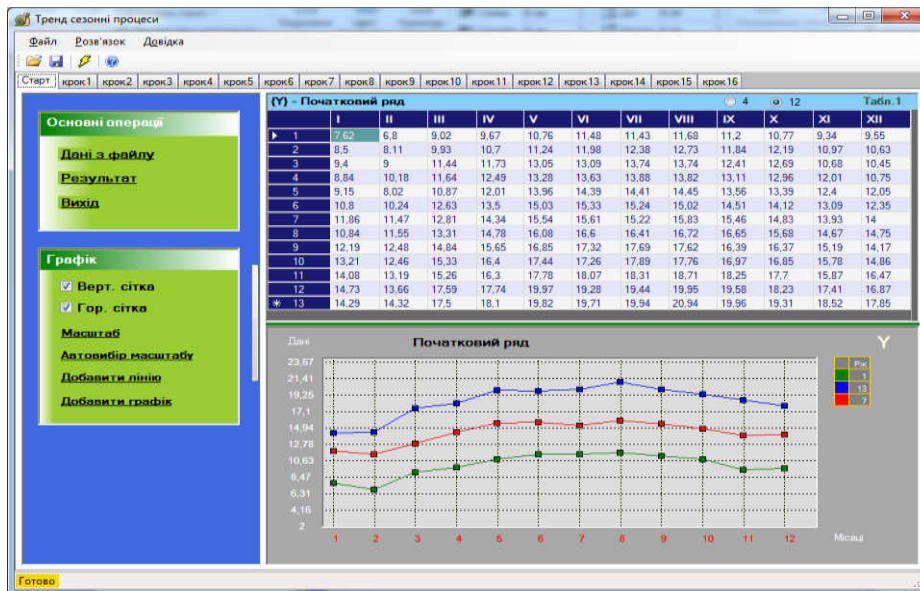 Тренд сезонні процеси
Файл Розв'язок Довідка
Старт крок1 крок2 крок3 крок4 крок5 крок6 крок7 крок8 крок9 крок10 крок11 крок12 крок13 крок14 крок15 крок16
Основні операції
Дані з файлу
Результат
Вихід
Графік
Верт. сітка
Гор. сітка
Масштаб
Автовибір масштабу
Добавити лінію
Добавити графік
{Y} - Початковий ряд 4 12 Табл.1
I II III IV V VI VII VIII IX X XI XII
1 7,62 6,8 9,02 9,67 10,76 11,48 11,43 11,68 11,2 10,77 9,34 9,55
2 8,5 8,11 9,93 10,7 11,24 11,98 12,38 12,73 11,84 12,19 10,97 10,63
3 9,4 9 11,44 11,73 13,05 13,09 13,74 13,74 12,41 12,69 10,68 10,45
4 8,84 10,18 11,64 12,49 13,28 13,63 13,88 13,82 13,11 12,96 12,01 10,75
5 9,15 8,02 10,87 12,01 13,96 14,39 14,41 14,45 13,56 13,39 12,4 12,05
6 10,8 10,24 12,63 13,5 15,03 15,33 15,24 15,02 14,51 14,12 13,09 12,35
7 11,86 11,47 12,81 14,34 15,54 15,61 15,22 15,83 15,46 14,83 13,93 14
8 10,84 11,55 13,31 14,78 16,08 16,6 16,41 16,72 16,65 15,68 14,67 14,75
9 12,19 12,48 14,84 15,65 16,85 17,32 17,69 17,62 16,39 16,37 15,19 14,17
10 13,21 12,46 15,33 16,4 17,44 17,26 17,89 17,76 16,97 16,85 15,78 14,86
11 14,08 13,19 15,26 16,3 17,78 18,07 18,31 18,71 18,25 17,7 15,87 16,47
12 14,73 13,66 17,59 17,74 19,97 19,28 19,44 19,95 19,58 18,23 17,41 16,87
13 14,29 14,32 17,5 18,1 19,82 19,71 19,94 20,94 19,96 19,31 18,52 17,85
Дані Початковий ряд Y
23,67
21,41
19,25
17,1
14,94
12,78
10,63
8,47
6,31
4,16
2
1 2 3 4 5 6 7 8 9 10 11 12 Місяці
Рік
1
13
7
Готово